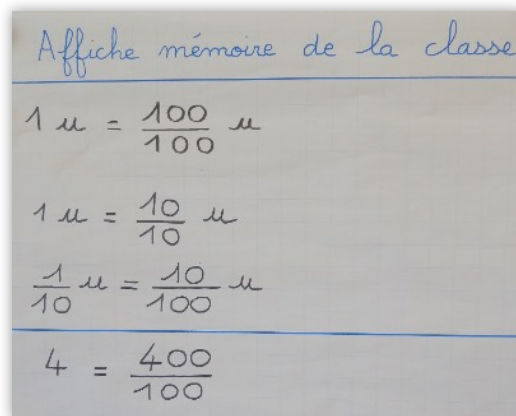 Affiche mémoire de la classe
1 u = 100/100 u
1 u = 10/10 u
1/10 u = 10/100 u
4 = 400/100